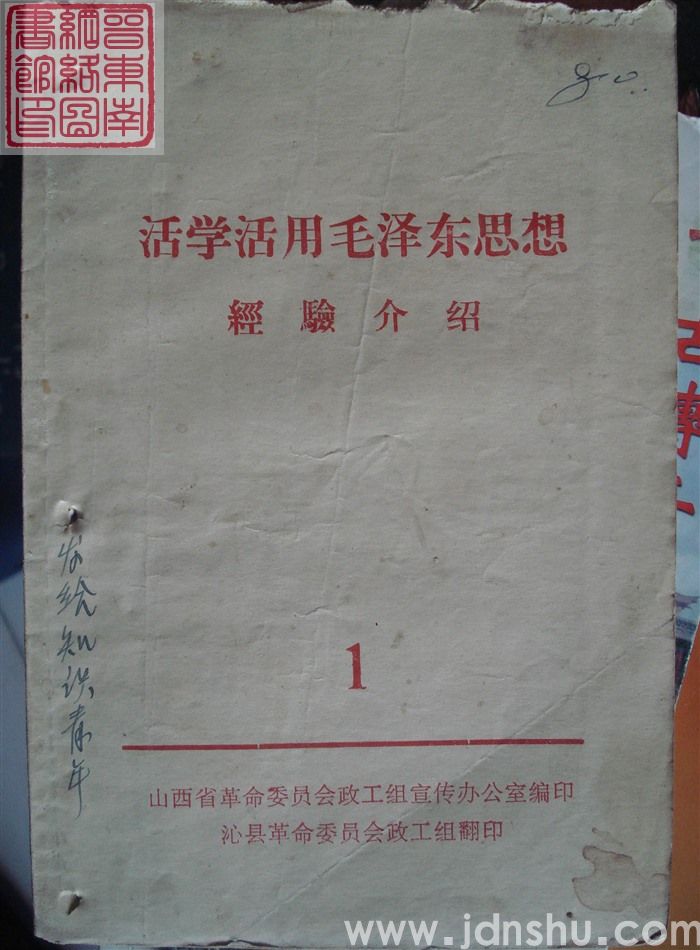 晋東南
網絡圖
書館印
活学活用毛泽东思想
經驗介绍
发给知识青年
1
山西省革命委员会政工组宣传办公室编印
沁县革命委员会政工组翻印
www.jdnshu.com